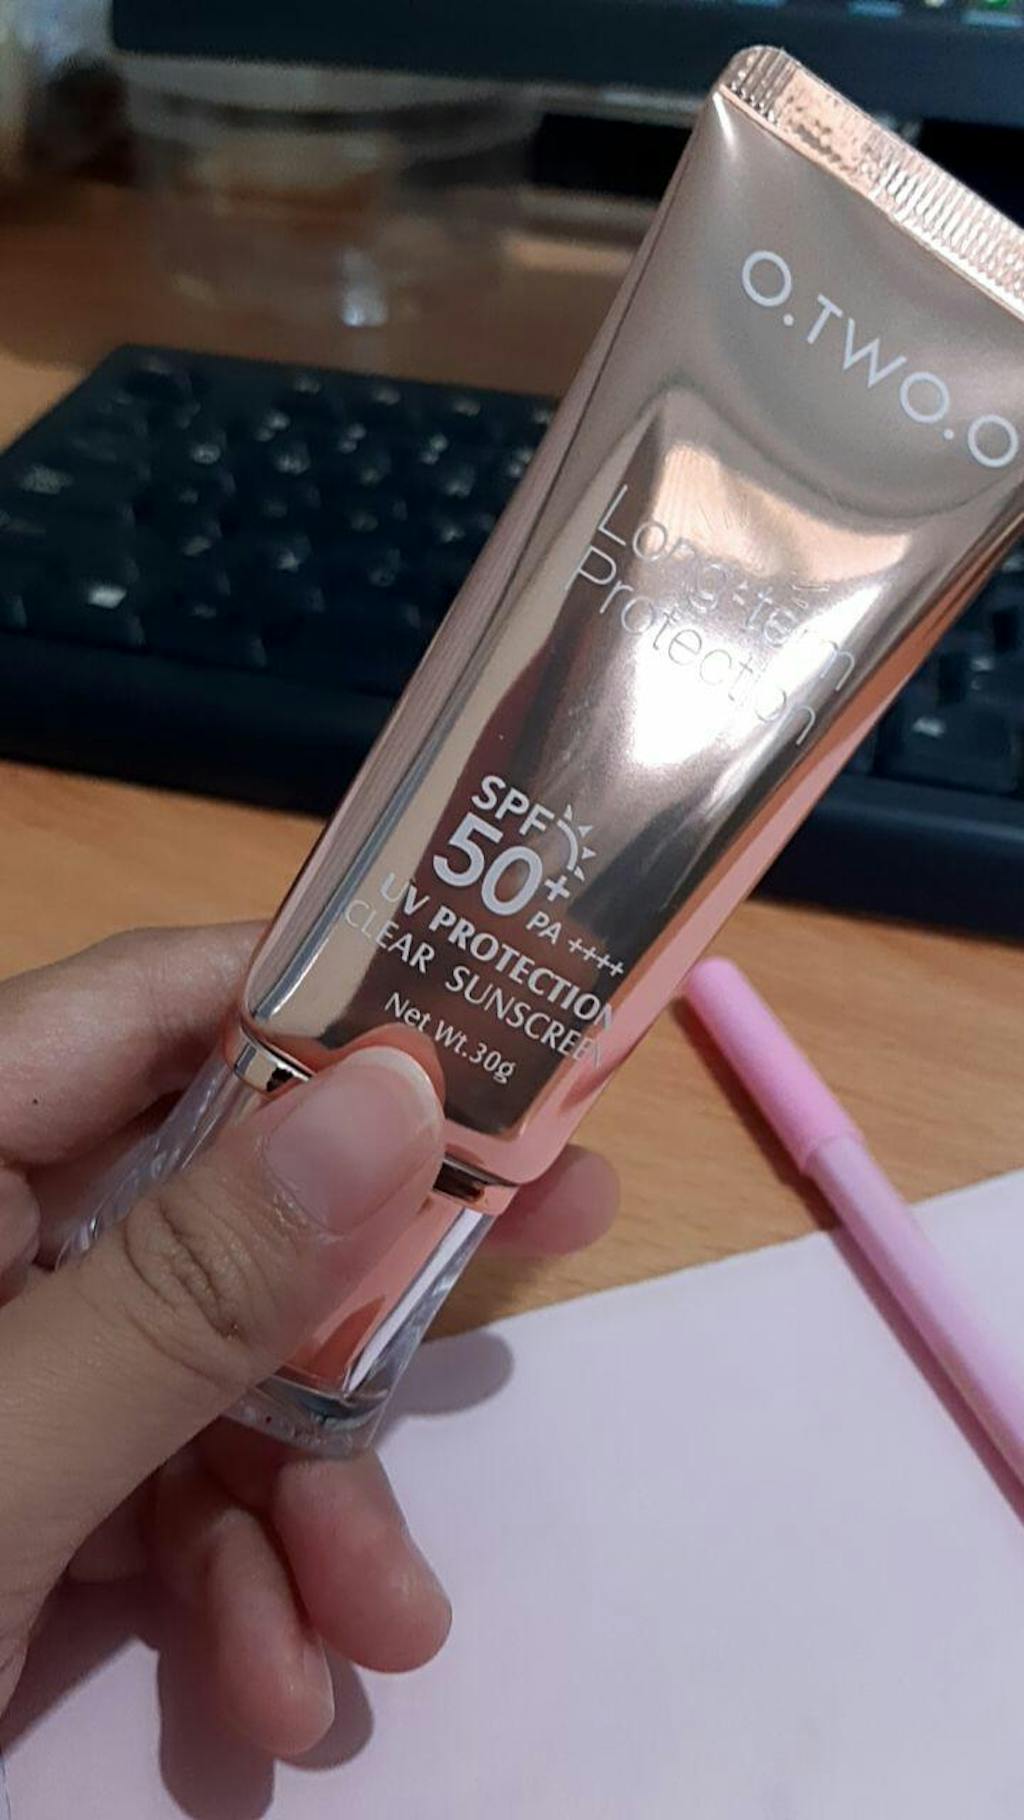 O.TWO.O
Long-term
Protection
SPF
50+
PA ++++
UV PROTECTION
CLEAR SUNSCREEN
Net Wt.30g